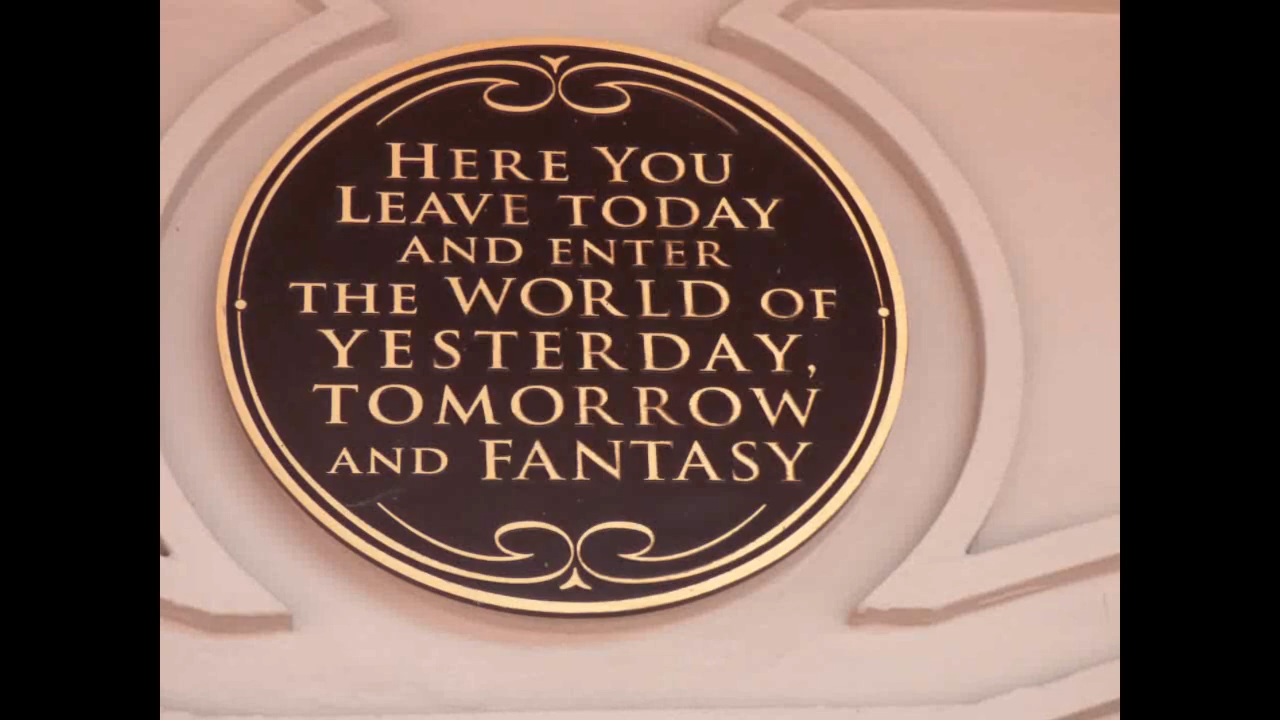 HERE YOU
LEAVE TODAY
AND ENTER
THE WORLD OF
YESTERDAY,
TOMORROW
AND FANTASY